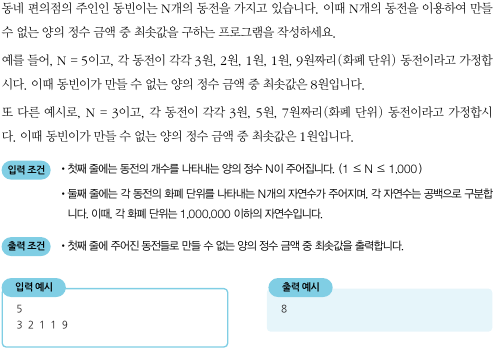 동네 편의점의 주인인 동빈이는 N개의 동전을 가지고 있습니다. 이때 N개의 동전을 이용하여 만들
수 없는 양의 정수 금액 중 최솟값을 구하는 프로그램을 작성하세요.
예를 들어, N = 5이고, 각 동전이 각각 3원, 2원, 1원, 1원, 9원짜리(화폐 단위) 동전이라고 가정합
시다. 이때 동빈이가 만들 수 없는 양의 정수 금액 중 최솟값은 8원입니다.
또 다른 예시로, N = 3이고, 각 동전이 각각 3원, 5원, 7원짜리(화폐 단위) 동전이라고 가정합시
다. 이때 동빈이가 만들 수 없는 양의 정수 금액 중 최솟값은 1원입니다.
입력 조건 • 첫째 줄에는 동전의 개수를 나타내는 양의 정수 N이 주어집니다. (1 ≤ N ≤ 1,000)
• 둘째 줄에는 각 동전의 화폐 단위를 나타내는 N개의 자연수가 주어지며, 각 자연수는 공백으로 구분합
니다. 이때, 각 화폐 단위는 1,000,000 이하의 자연수입니다.
출력 조건 • 첫째 줄에 주어진 동전들로 만들 수 없는 양의 정수 금액 중 최솟값을 출력합니다.
입력 예시
5
3 2 1 1 9
출력 예시
8